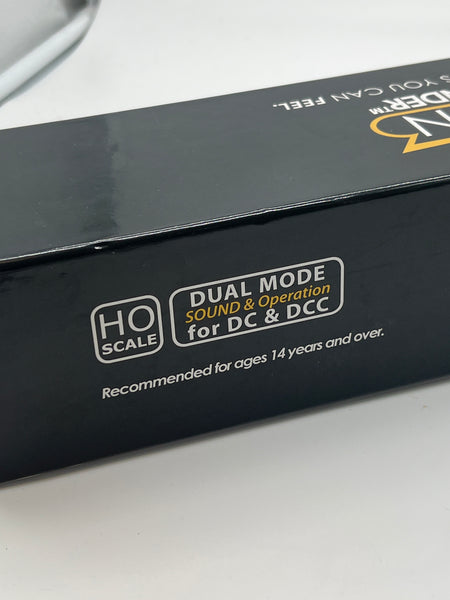 N
NDER™
S YOU CAN FEEL.
HO
SCALE
DUAL MODE
SOUND & Operation
for DC & DCC
Recommended for ages 14 years and over.